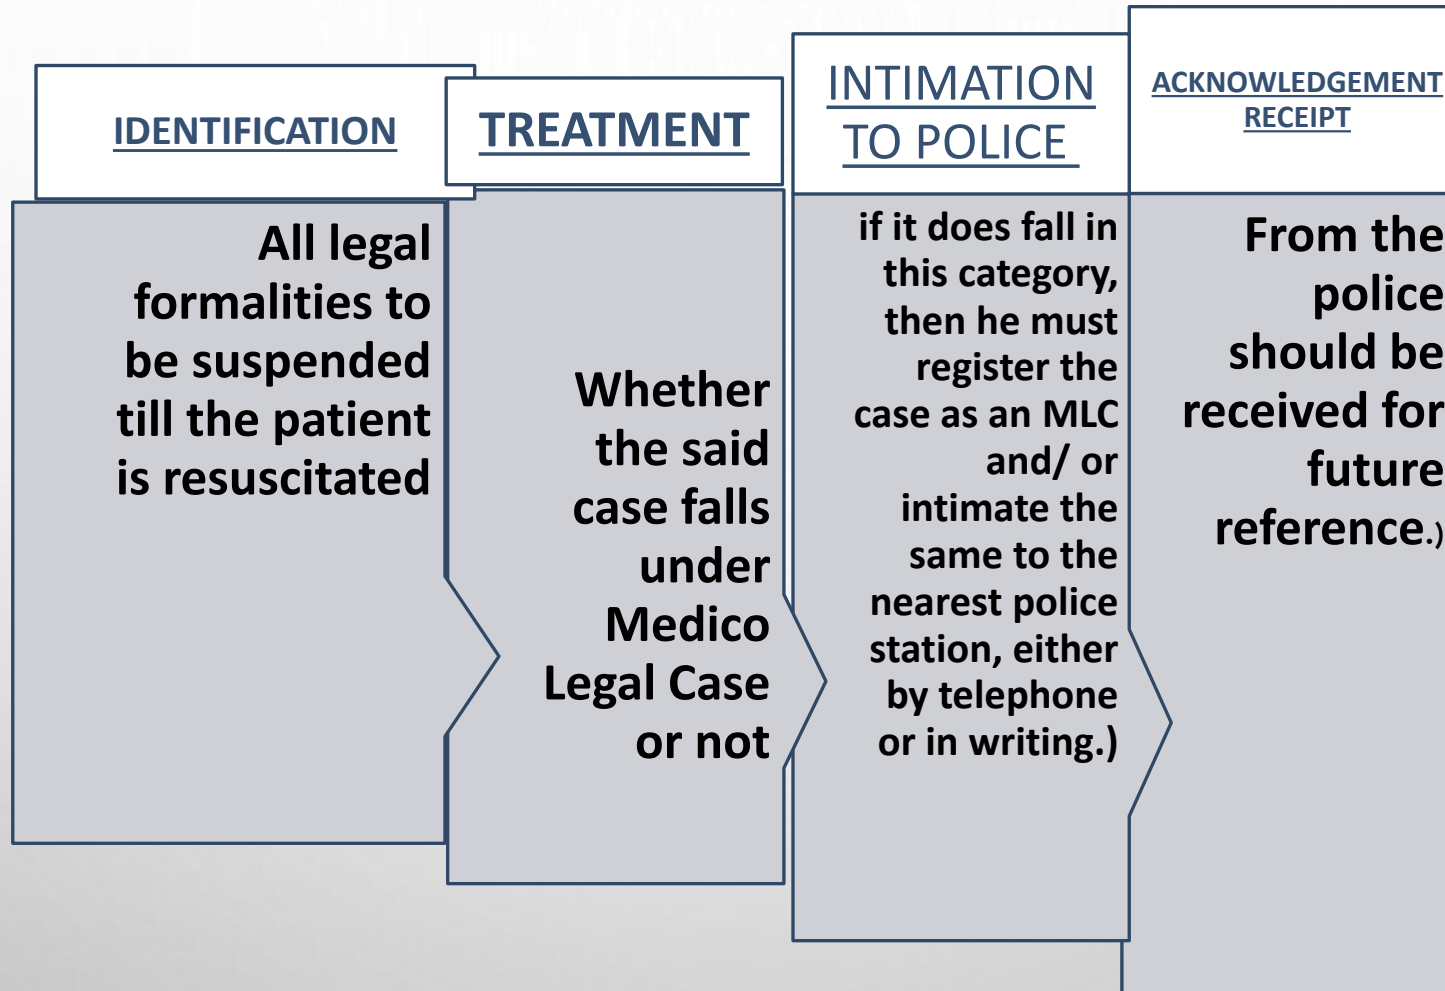 IDENTIFICATION
All legal
formalities to
be suspended
till the patient
is resuscitated
TREATMENT
Whether
the said
case falls
under
Medico
Legal Case
or not
INTIMATION
TO POLICE
if it does fall in
this category,
then he must
register the
case as an MLC
and/ or
intimate the
same to the
nearest police
station, either
by telephone
or in writing.)
ACKNOWLEDGEMENT
RECEIPT
From the
police
should be
received for
future
reference.)